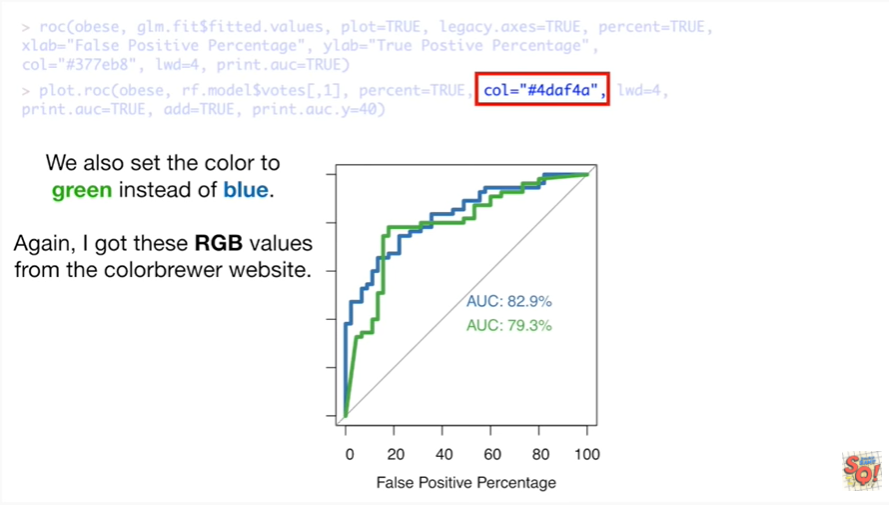 > roc(obese, glm.fit$fitted.values, plot=TRUE, legacy.axes=TRUE, percent=TRUE,
xlab="False Positive Percentage", ylab="True Postive Percentage",
col="#377eb8", lwd=4, print.auc=TRUE)
> plot.roc(obese, rf.model$votes[,1], percent=TRUE, col="#4daf4a", lwd=4,
print.auc=TRUE, add=TRUE, print.auc.y=40)
We also set the color to
green instead of blue.
Again, I got these RGB values
from the colorbrewer website.
AUC: 82.9%
AUC: 79.3%
0 20 40 60 80 100
False Positive Percentage
SQ!